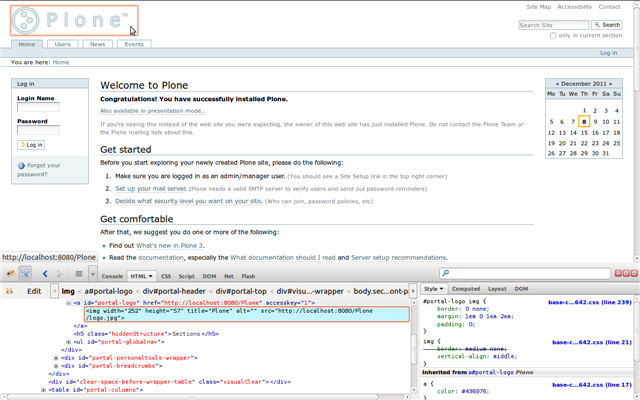 Site Map Accessibility Contact
Plone™
Search Site Search
only in current section
Home Users News Events
Log in
You are here: Home
Log in
Login Name
Password
Log in
Forgot your
password?
Welcome to Plone
Congratulations! You have successfully installed Plone.
Also available in presentation mode...
If you're seeing this instead of the web site you were expecting, the owner of this web site has just installed Plone. Do not contact the Plone Team or
the Plone mailing lists about this.
Get started
Before you start exploring your newly created Plone site, please do the following:
1. Make sure you are logged in as an admin/manager user. (You should see a Site Setup link in the top right corner)
2. Set up your mail server. (Plone needs a valid SMTP server to verify users and send out password reminders)
3. Decide what security level you want on your site. (Who can join, password policies, etc)
Get comfortable
After that, we suggest you do one or more of the following:
Find out What's new in Plone 3.
Read the documentation, especially the What documentation should I read and Server setup recommendations.
« December 2011 »
Mo Tu We Th Fr Sa Su
1 2 3 4
5 6 7 8 9 10 11
12 13 14 15 16 17 18
19 20 21 22 23 24 25
26 27 28 29 30 31
http://localhost:8080/Plone
Console HTML CSS Script DOM Net Flash
Edit img < a#portal-logo < div#portal-header < div#portal-top < div#visu...-wrapper < body.sec...ont-p
<a id="portal-logo" href="http://localhost:8080/Plone" accesskey="1">
<img width="252" height="57" title="Plone" alt="" src="http://localhost:8080/Plone
/logo.jpg">
</a>
<h5 class="hiddenStructure">Sections</h5>
<ul id="portal-globalnav">
</div>
<div id="portal-personaltools-wrapper">
<div id="portal-breadcrumbs">
</div>
<div id="clear-space-before-wrapper-table" class="visualClear"></div>
<table id="portal-columns">
Style Computed Layout DOM
#portal-logo img { base-c...642.css (line 239)
border: 0 none;
margin: 1em 0 1em 2em;
padding: 0;
}
img { base-c...642.css (line 21)
border: medium none;
vertical-align: middle;
}
Inherited from a#portal-logo Plone
a { base-c...642.css (line 17)
color: #436976;